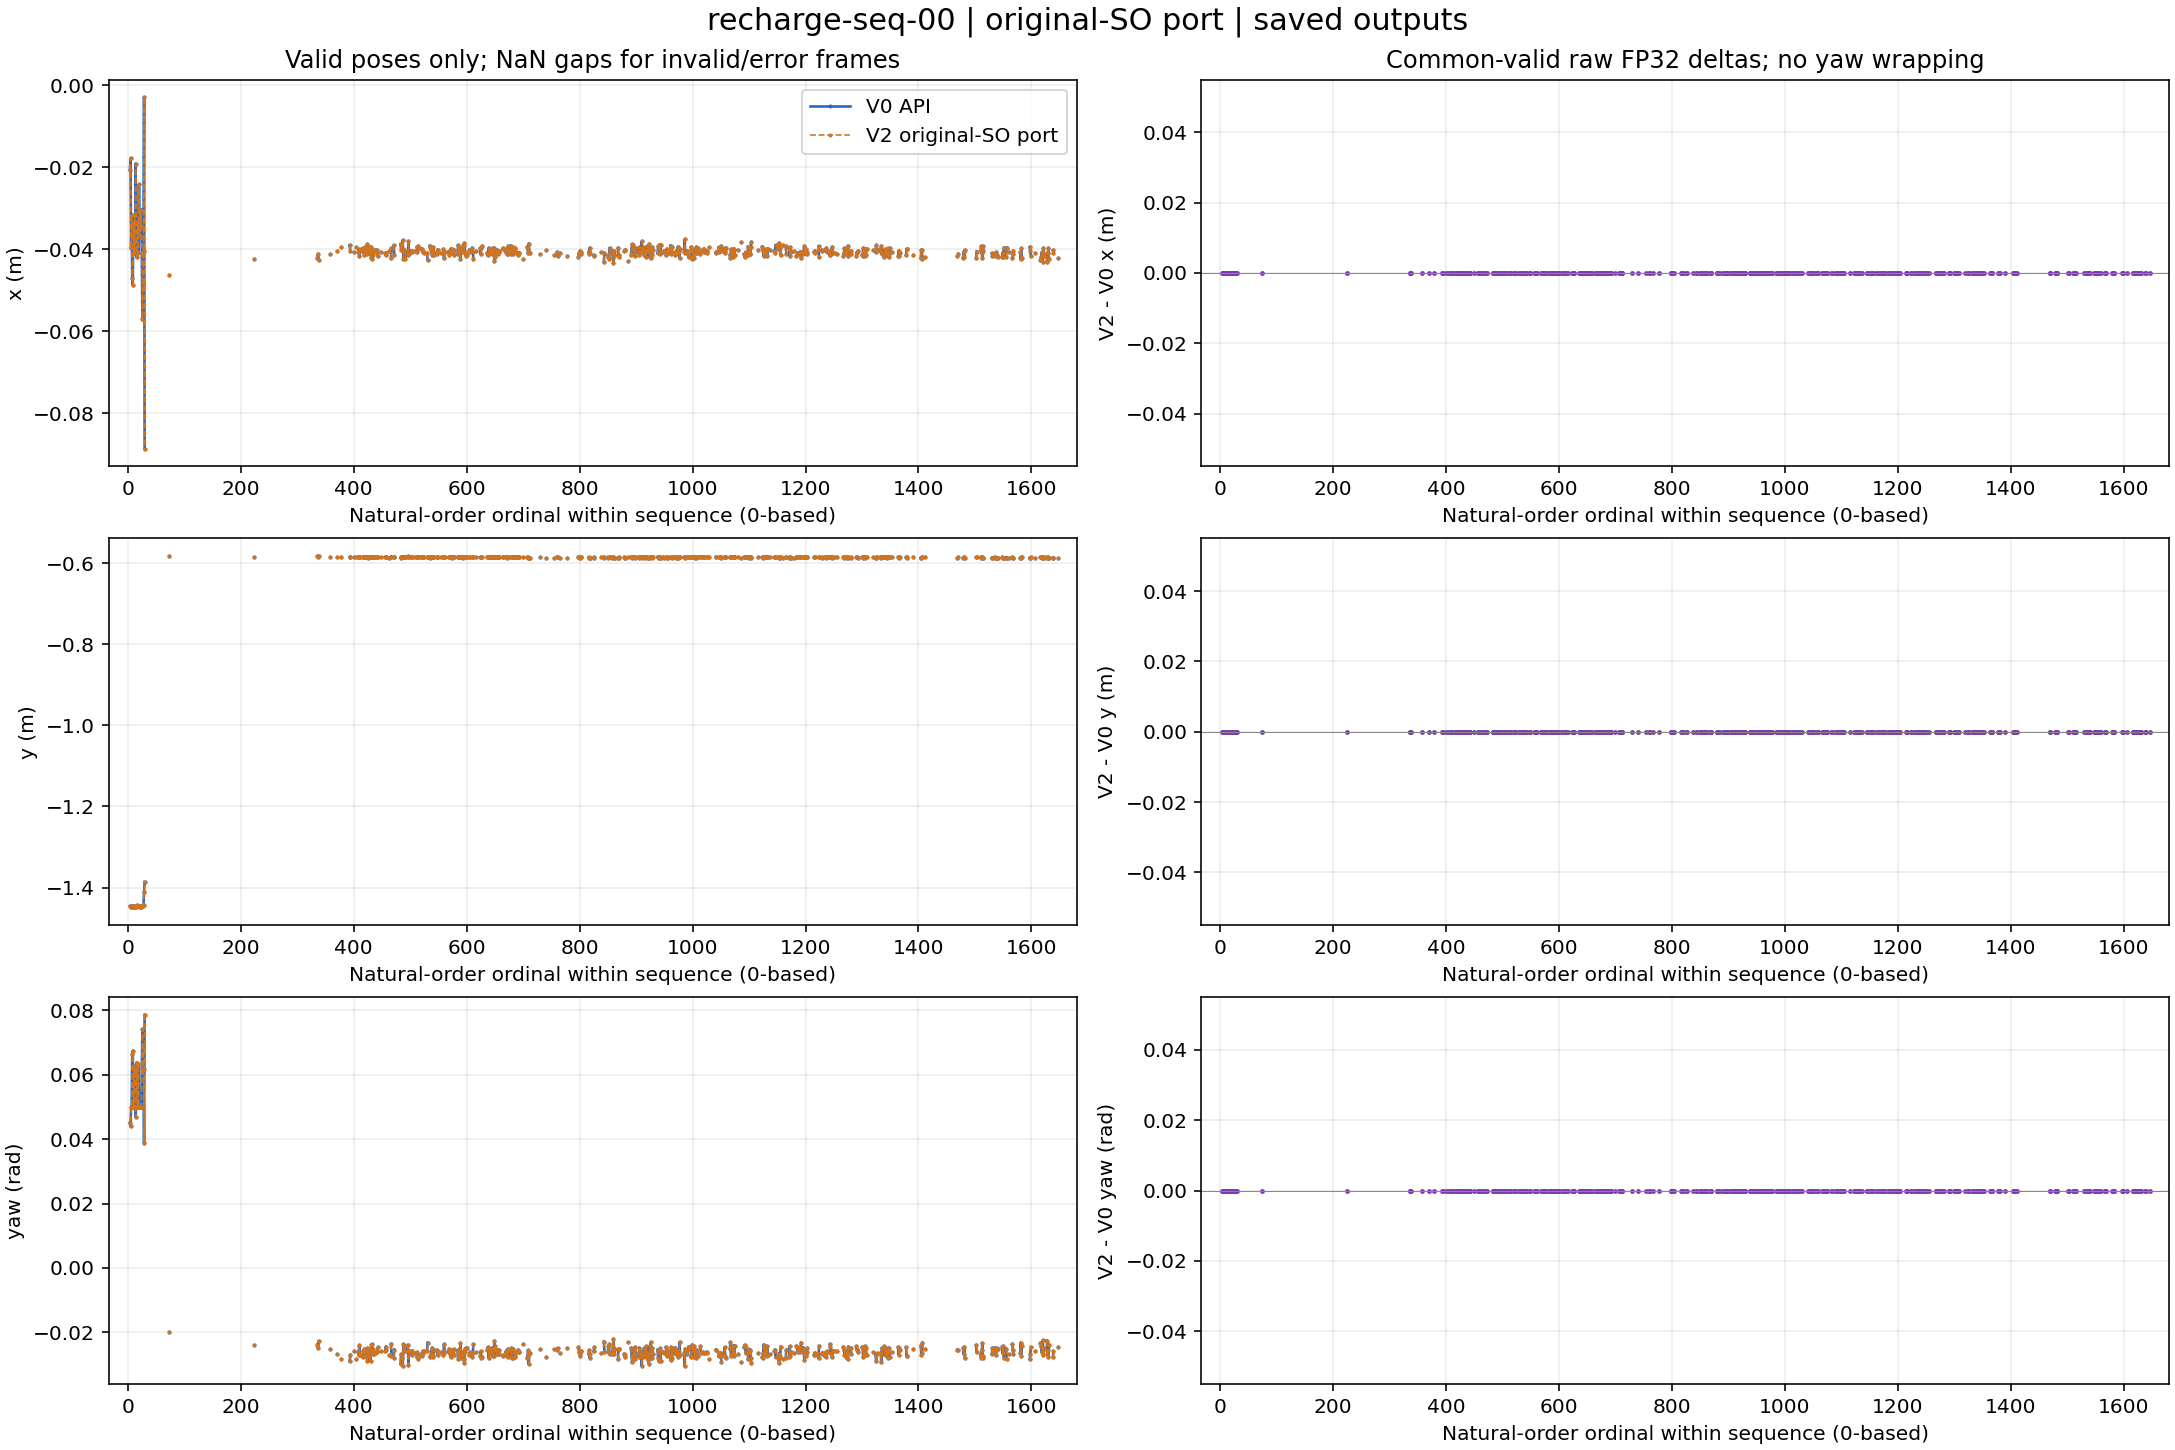 recharge-seq-00 | original-SO port | saved outputs
Valid poses only; NaN gaps for invalid/error frames
V0 API
V2 original-SO port
0.00
−0.02
−0.04
−0.06
−0.08
x (m)
0 200 400 600 800 1000 1200 1400 1600
Natural-order ordinal within sequence (0-based)
Common-valid raw FP32 deltas; no yaw wrapping
0.04
0.02
0.00
−0.02
−0.04
V2 - V0 x (m)
0 200 400 600 800 1000 1200 1400 1600
Natural-order ordinal within sequence (0-based)
−0.6
−0.8
−1.0
−1.2
−1.4
y (m)
0 200 400 600 800 1000 1200 1400 1600
Natural-order ordinal within sequence (0-based)
0.04
0.02
0.00
−0.02
−0.04
V2 - V0 y (m)
0 200 400 600 800 1000 1200 1400 1600
Natural-order ordinal within sequence (0-based)
0.08
0.06
0.04
0.02
0.00
−0.02
yaw (rad)
0 200 400 600 800 1000 1200 1400 1600
Natural-order ordinal within sequence (0-based)
0.04
0.02
0.00
−0.02
−0.04
V2 - V0 yaw (rad)
0 200 400 600 800 1000 1200 1400 1600
Natural-order ordinal within sequence (0-based)